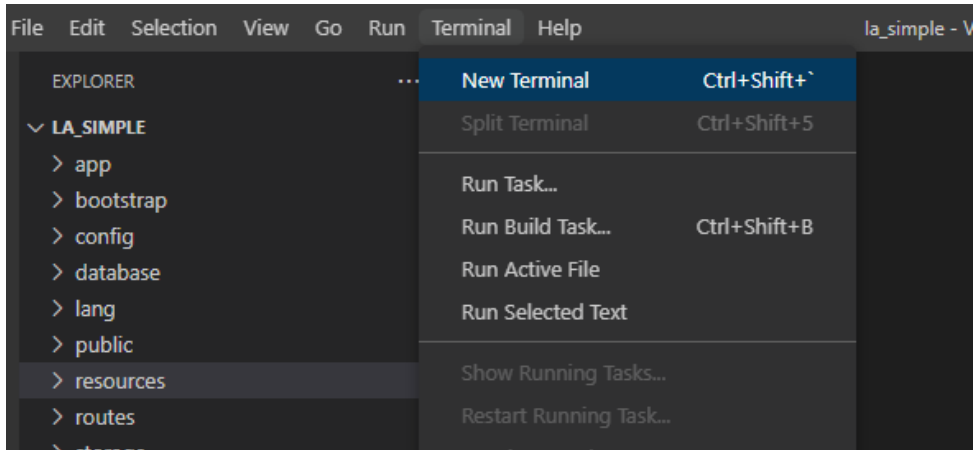 File Edit Selection View Go Run Terminal Help la_simple - V
EXPLORER ...
New Terminal Ctrl+Shift+`
LA_SIMPLE
Split Terminal Ctrl+Shift+5
app
bootstrap
Run Task...
config
Run Build Task... Ctrl+Shift+B
database
Run Active File
lang
Run Selected Text
public
resources
Show Running Tasks...
routes
Restart Running Task...